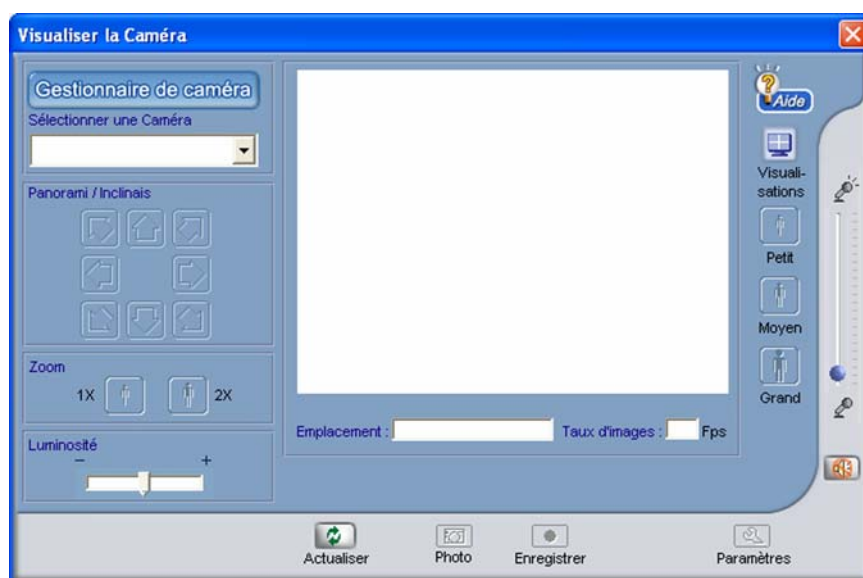 Visualiser la Caméra
Gestionnaire de caméra
Sélectionner une Caméra
Panorami / Inclinais
Zoom
1X 2X
Luminosité
- +
Emplacement : Taux d'images : Fps
Aide
Visuali-
sations
Petit
Moyen
Grand
Actualiser Photo Enregistrer Paramètres